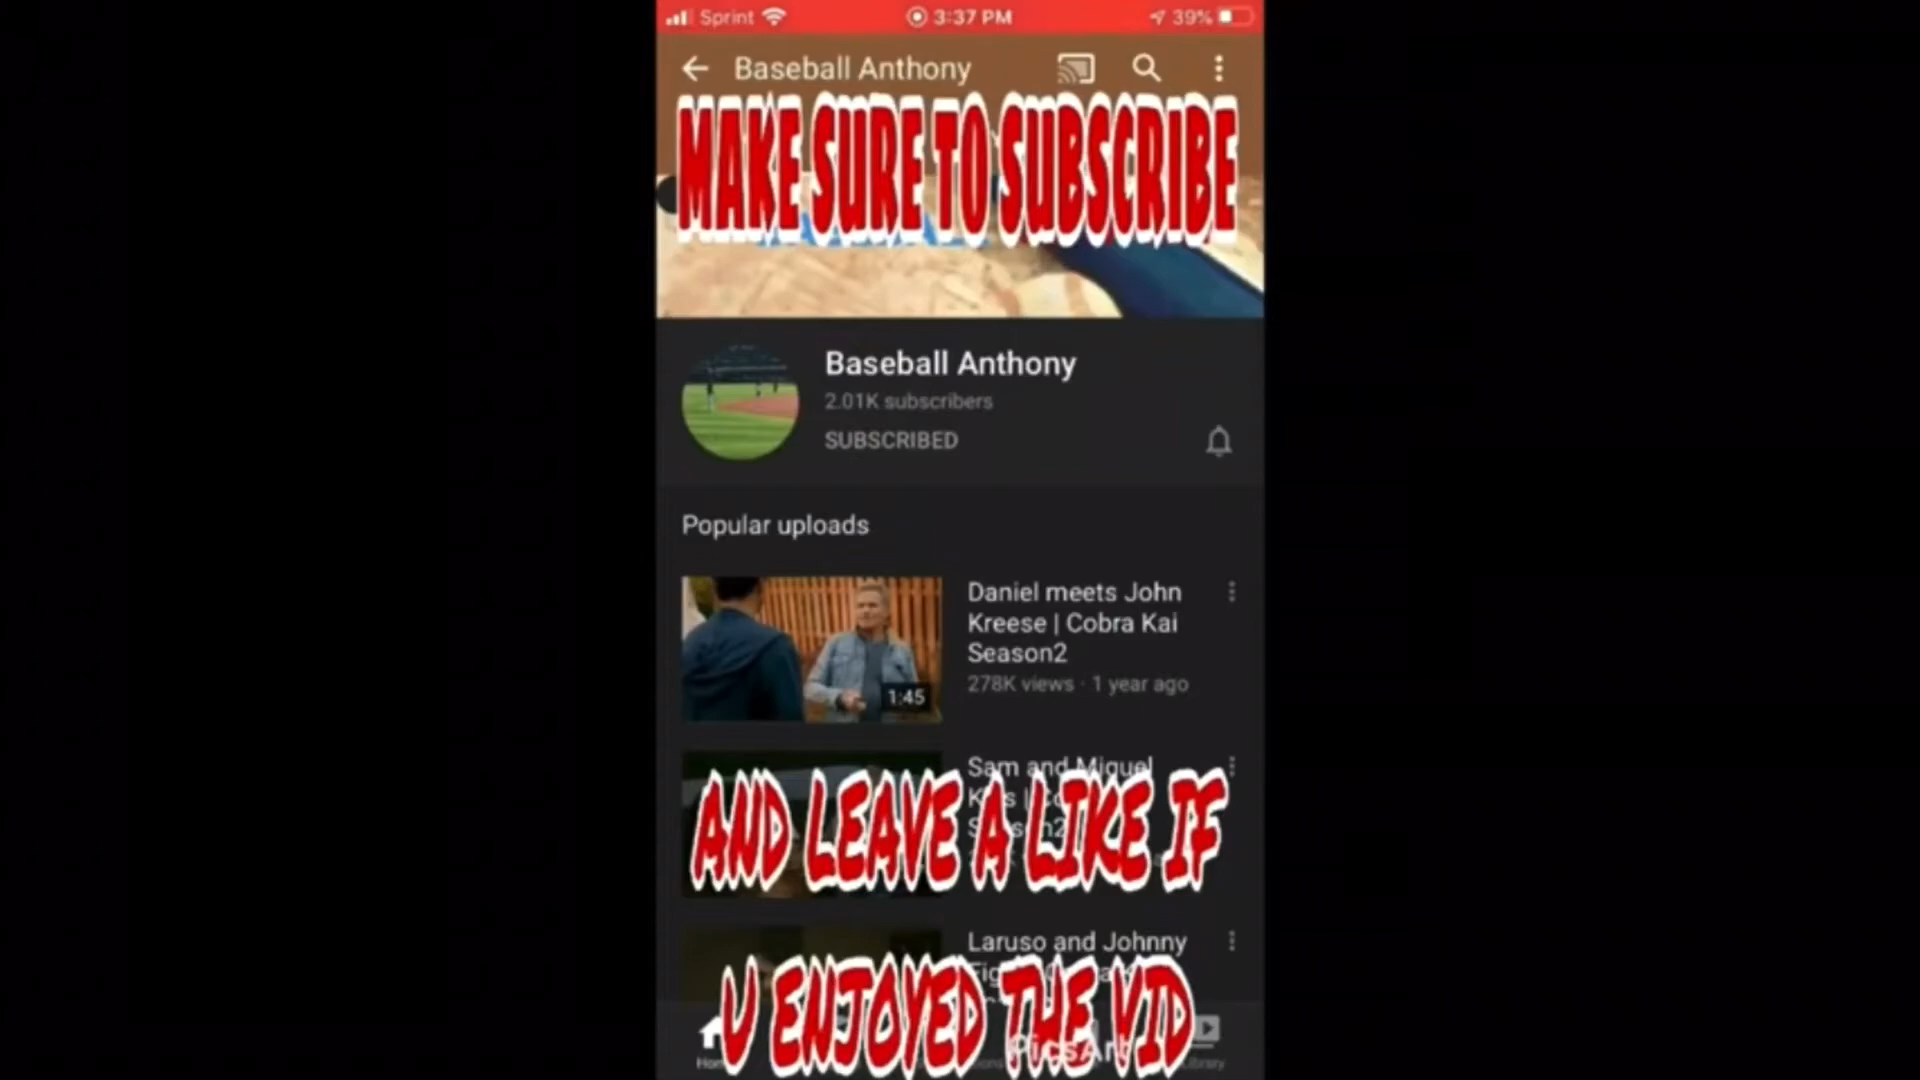 Sprint 3:37 PM 39%
Baseball Anthony
MAKE SURE TO SUBSCRIBE
Baseball Anthony
2.01K subscribers
SUBSCRIBED
Popular uploads
Daniel meets John
Kreese | Cobra Kai
Season2
278K views · 1 year ago
1:45
Sam and Miguel
AND LEAVE A LIKE IF
Laruso and Johnny
U ENJOYED THE VID
PicsArt